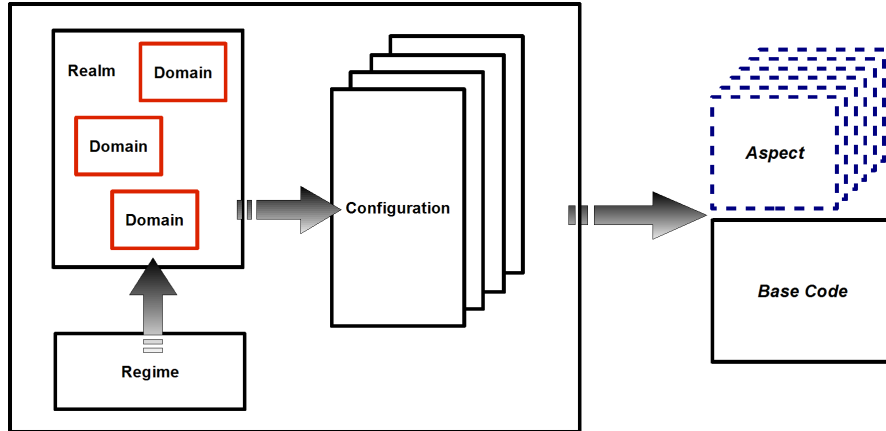 Realm
Domain
Domain
Domain
Regime
Configuration
Aspect
Base Code